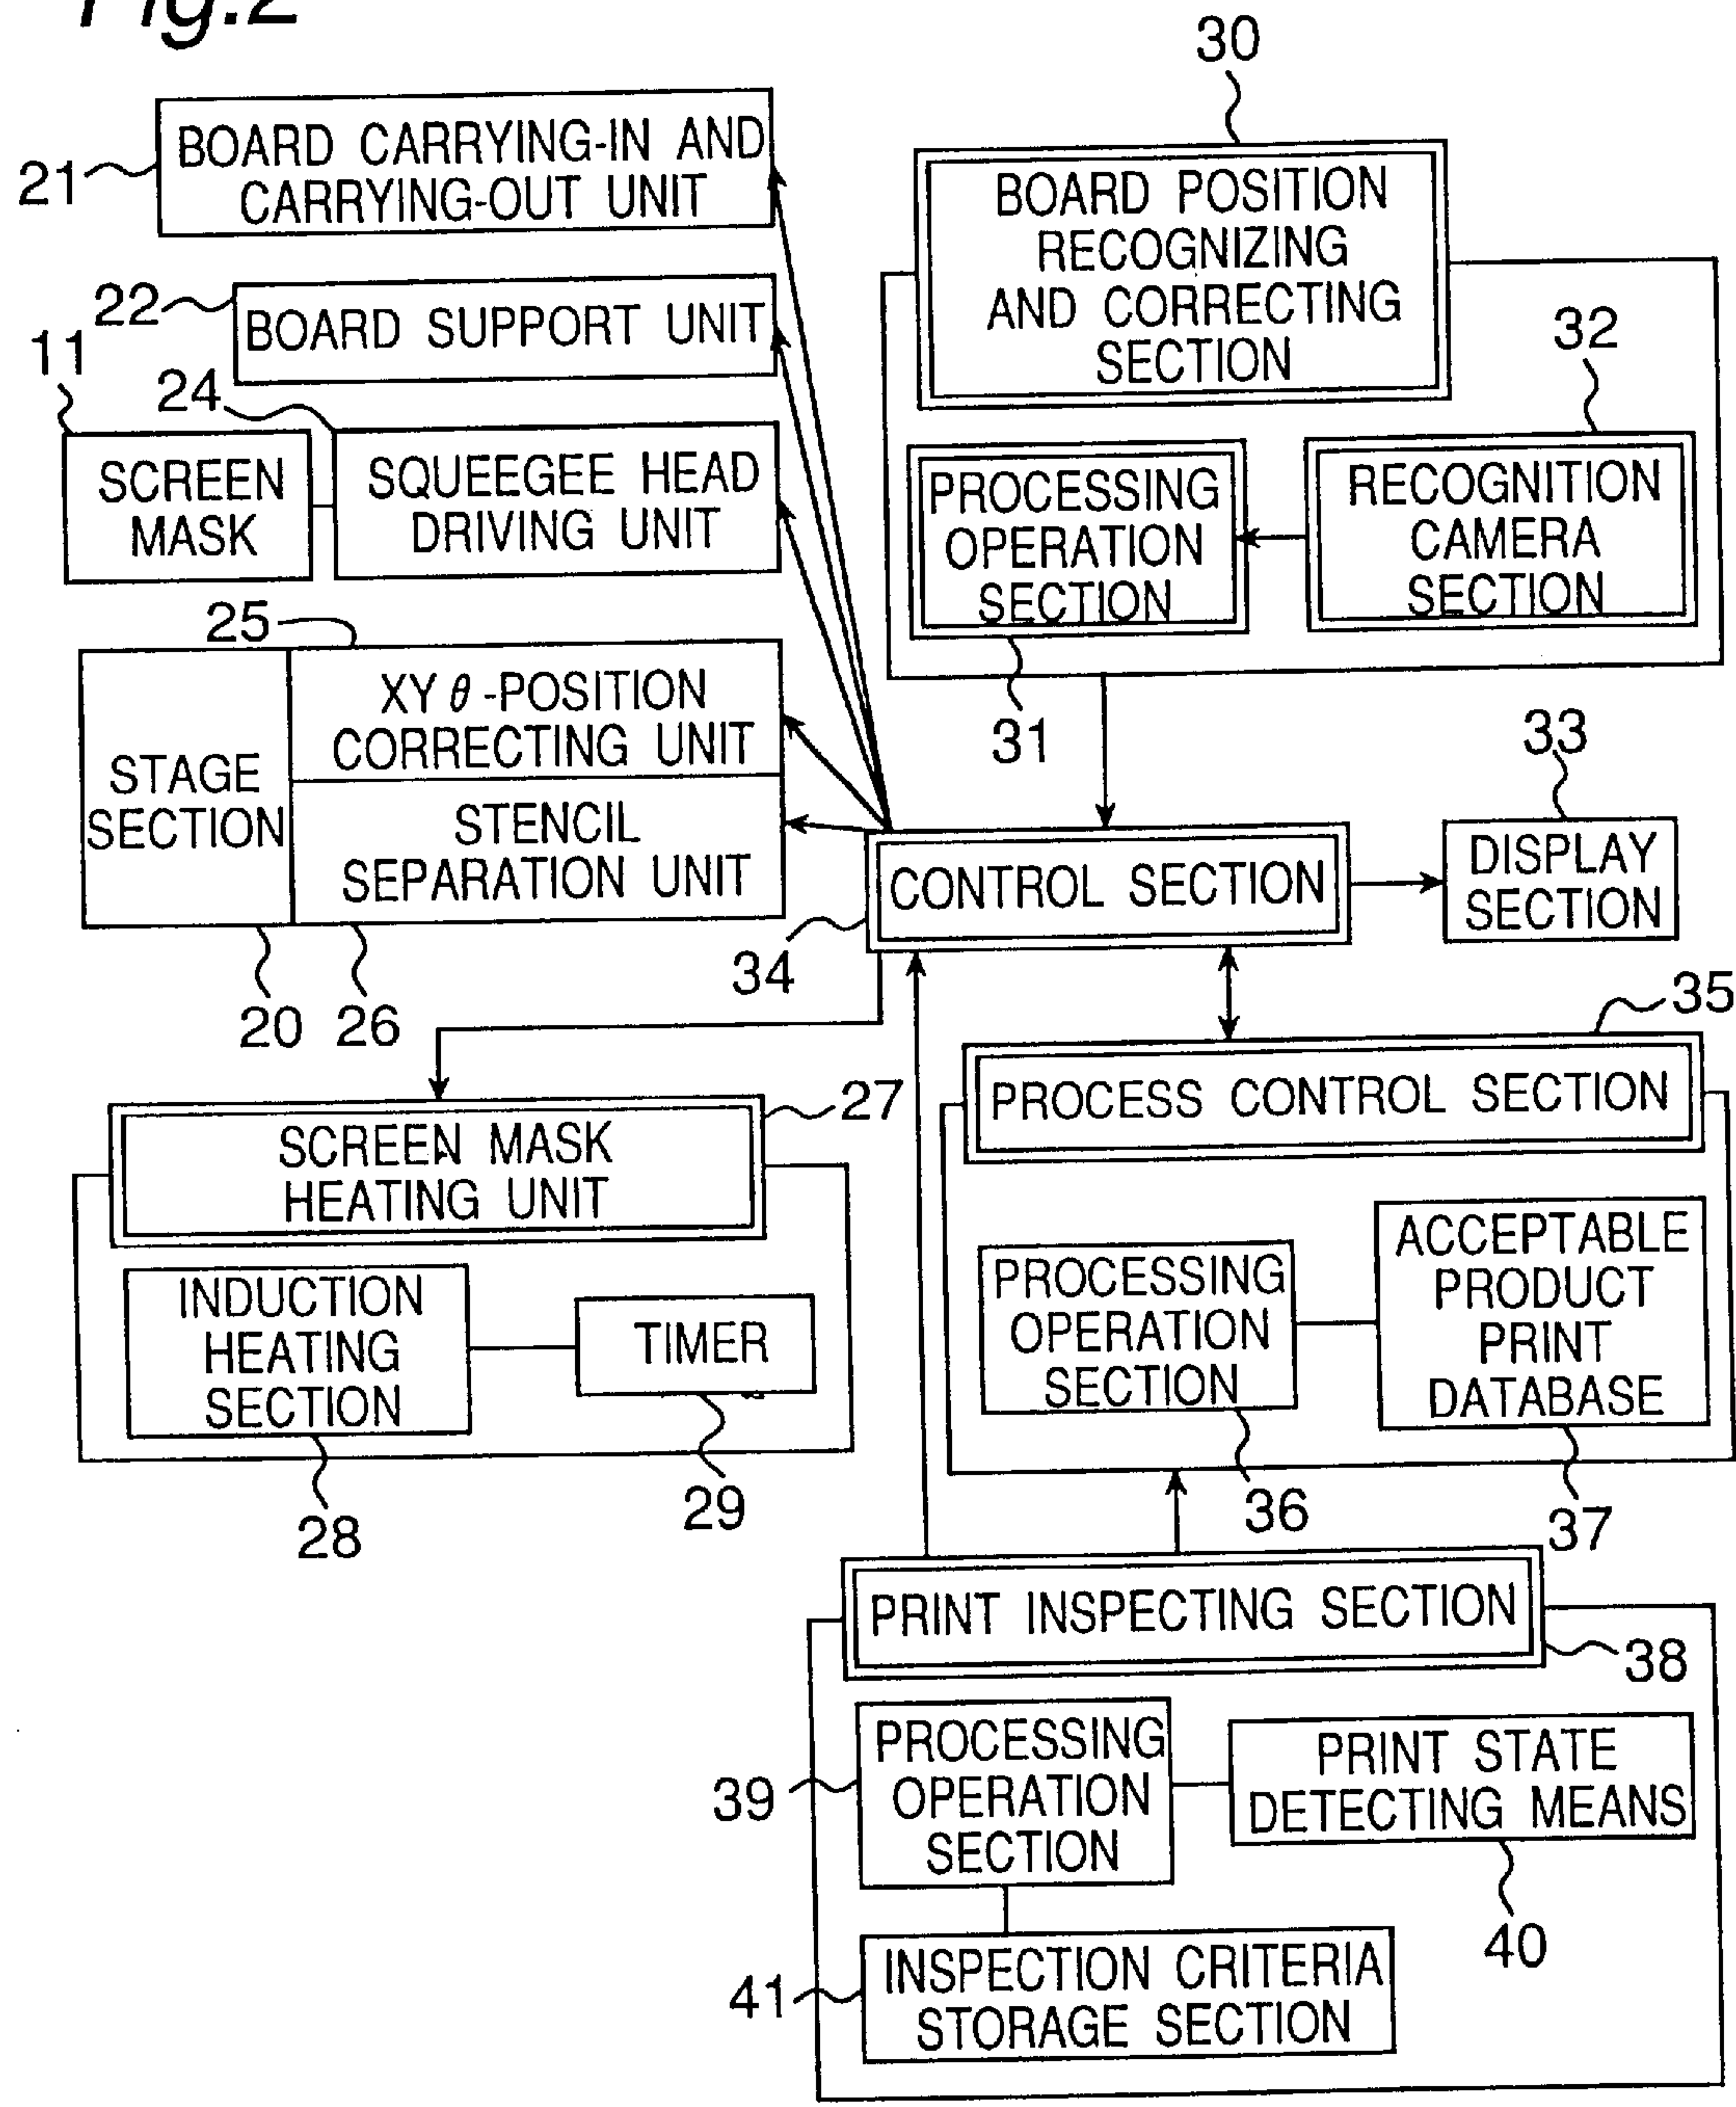 Fig.2
30
BOARD CARRYING-IN AND
CARRYING-OUT UNIT
21
BOARD POSITION
RECOGNIZING
AND CORRECTING
SECTION
22
BOARD SUPPORT UNIT
32
11
24
SCREEN
MASK
SQUEEGEE HEAD
DRIVING UNIT
PROCESSING
OPERATION
SECTION
RECOGNITION
CAMERA
SECTION
25
XYθ-POSITION
CORRECTING UNIT
31
33
STAGE
SECTION
STENCIL
SEPARATION UNIT
CONTROL SECTION
DISPLAY
SECTION
34
20
26
35
PROCESS CONTROL SECTION
27
SCREEN MASK
HEATING UNIT
ACCEPTABLE
PRODUCT
PRINT
DATABASE
PROCESSING
OPERATION
SECTION
INDUCTION
HEATING
SECTION
TIMER
29
36
37
28
PRINT INSPECTING SECTION
38
PROCESSING
OPERATION
SECTION
39
PRINT STATE
DETECTING MEANS
40
41
INSPECTION CRITERIA
STORAGE SECTION